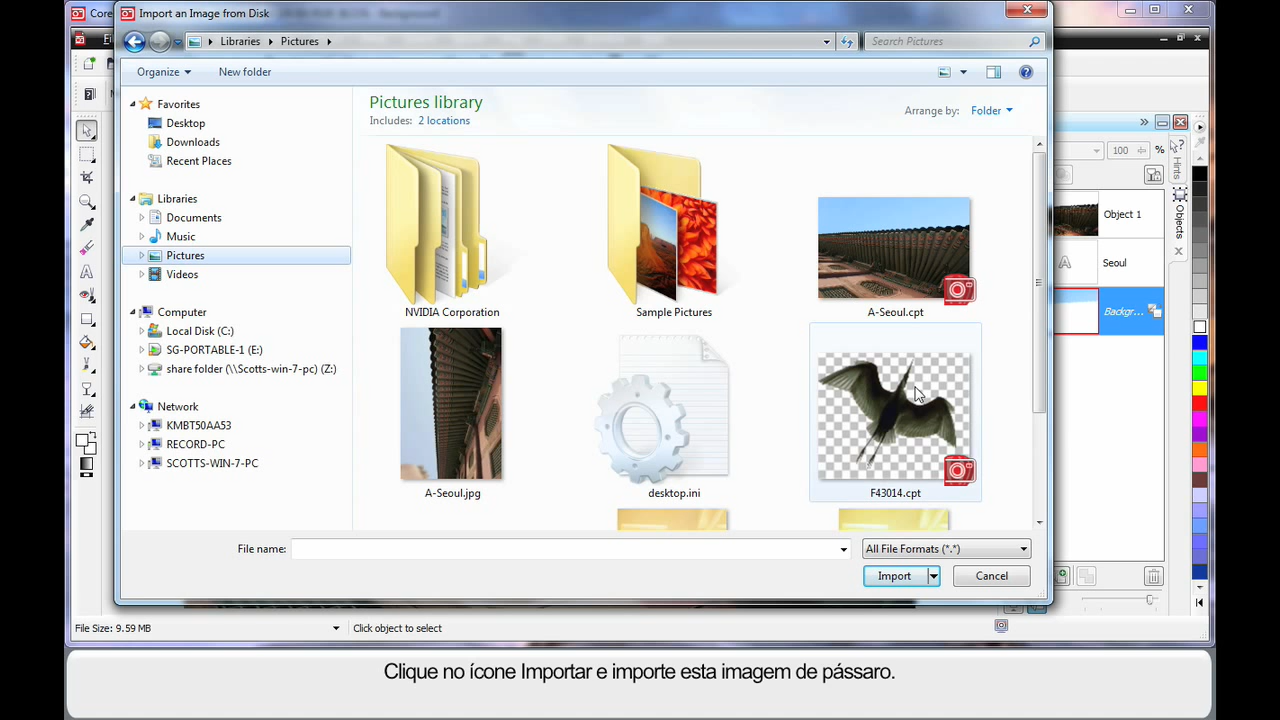 Core
Import an Image from Disk
Libraries
Pictures
Search Pictures
Organize
New folder
Favorites
Desktop
Downloads
Recent Places
Libraries
Documents
Music
Pictures
Videos
Computer
Local Disk (C:)
SG-PORTABLE-1 (E:)
share folder (\\Scotts-win-7-pc) (Z:)
Network
KMBT50AA53
RECORD-PC
SCOTTS-WIN-7-PC
Pictures library
Includes: 2 locations
Arrange by: Folder
NVIDIA Corporation
Sample Pictures
A-Seoul.cpt
A-Seoul.jpg
desktop.ini
F43014.cpt
File name:
All File Formats (*.*)
Import
Cancel
100 %
Hints
Objects
Object 1
Seoul
Backgr...
File Size: 9.59 MB
Click object to select
Clique no ícone Importar e importe esta imagem de pássaro.